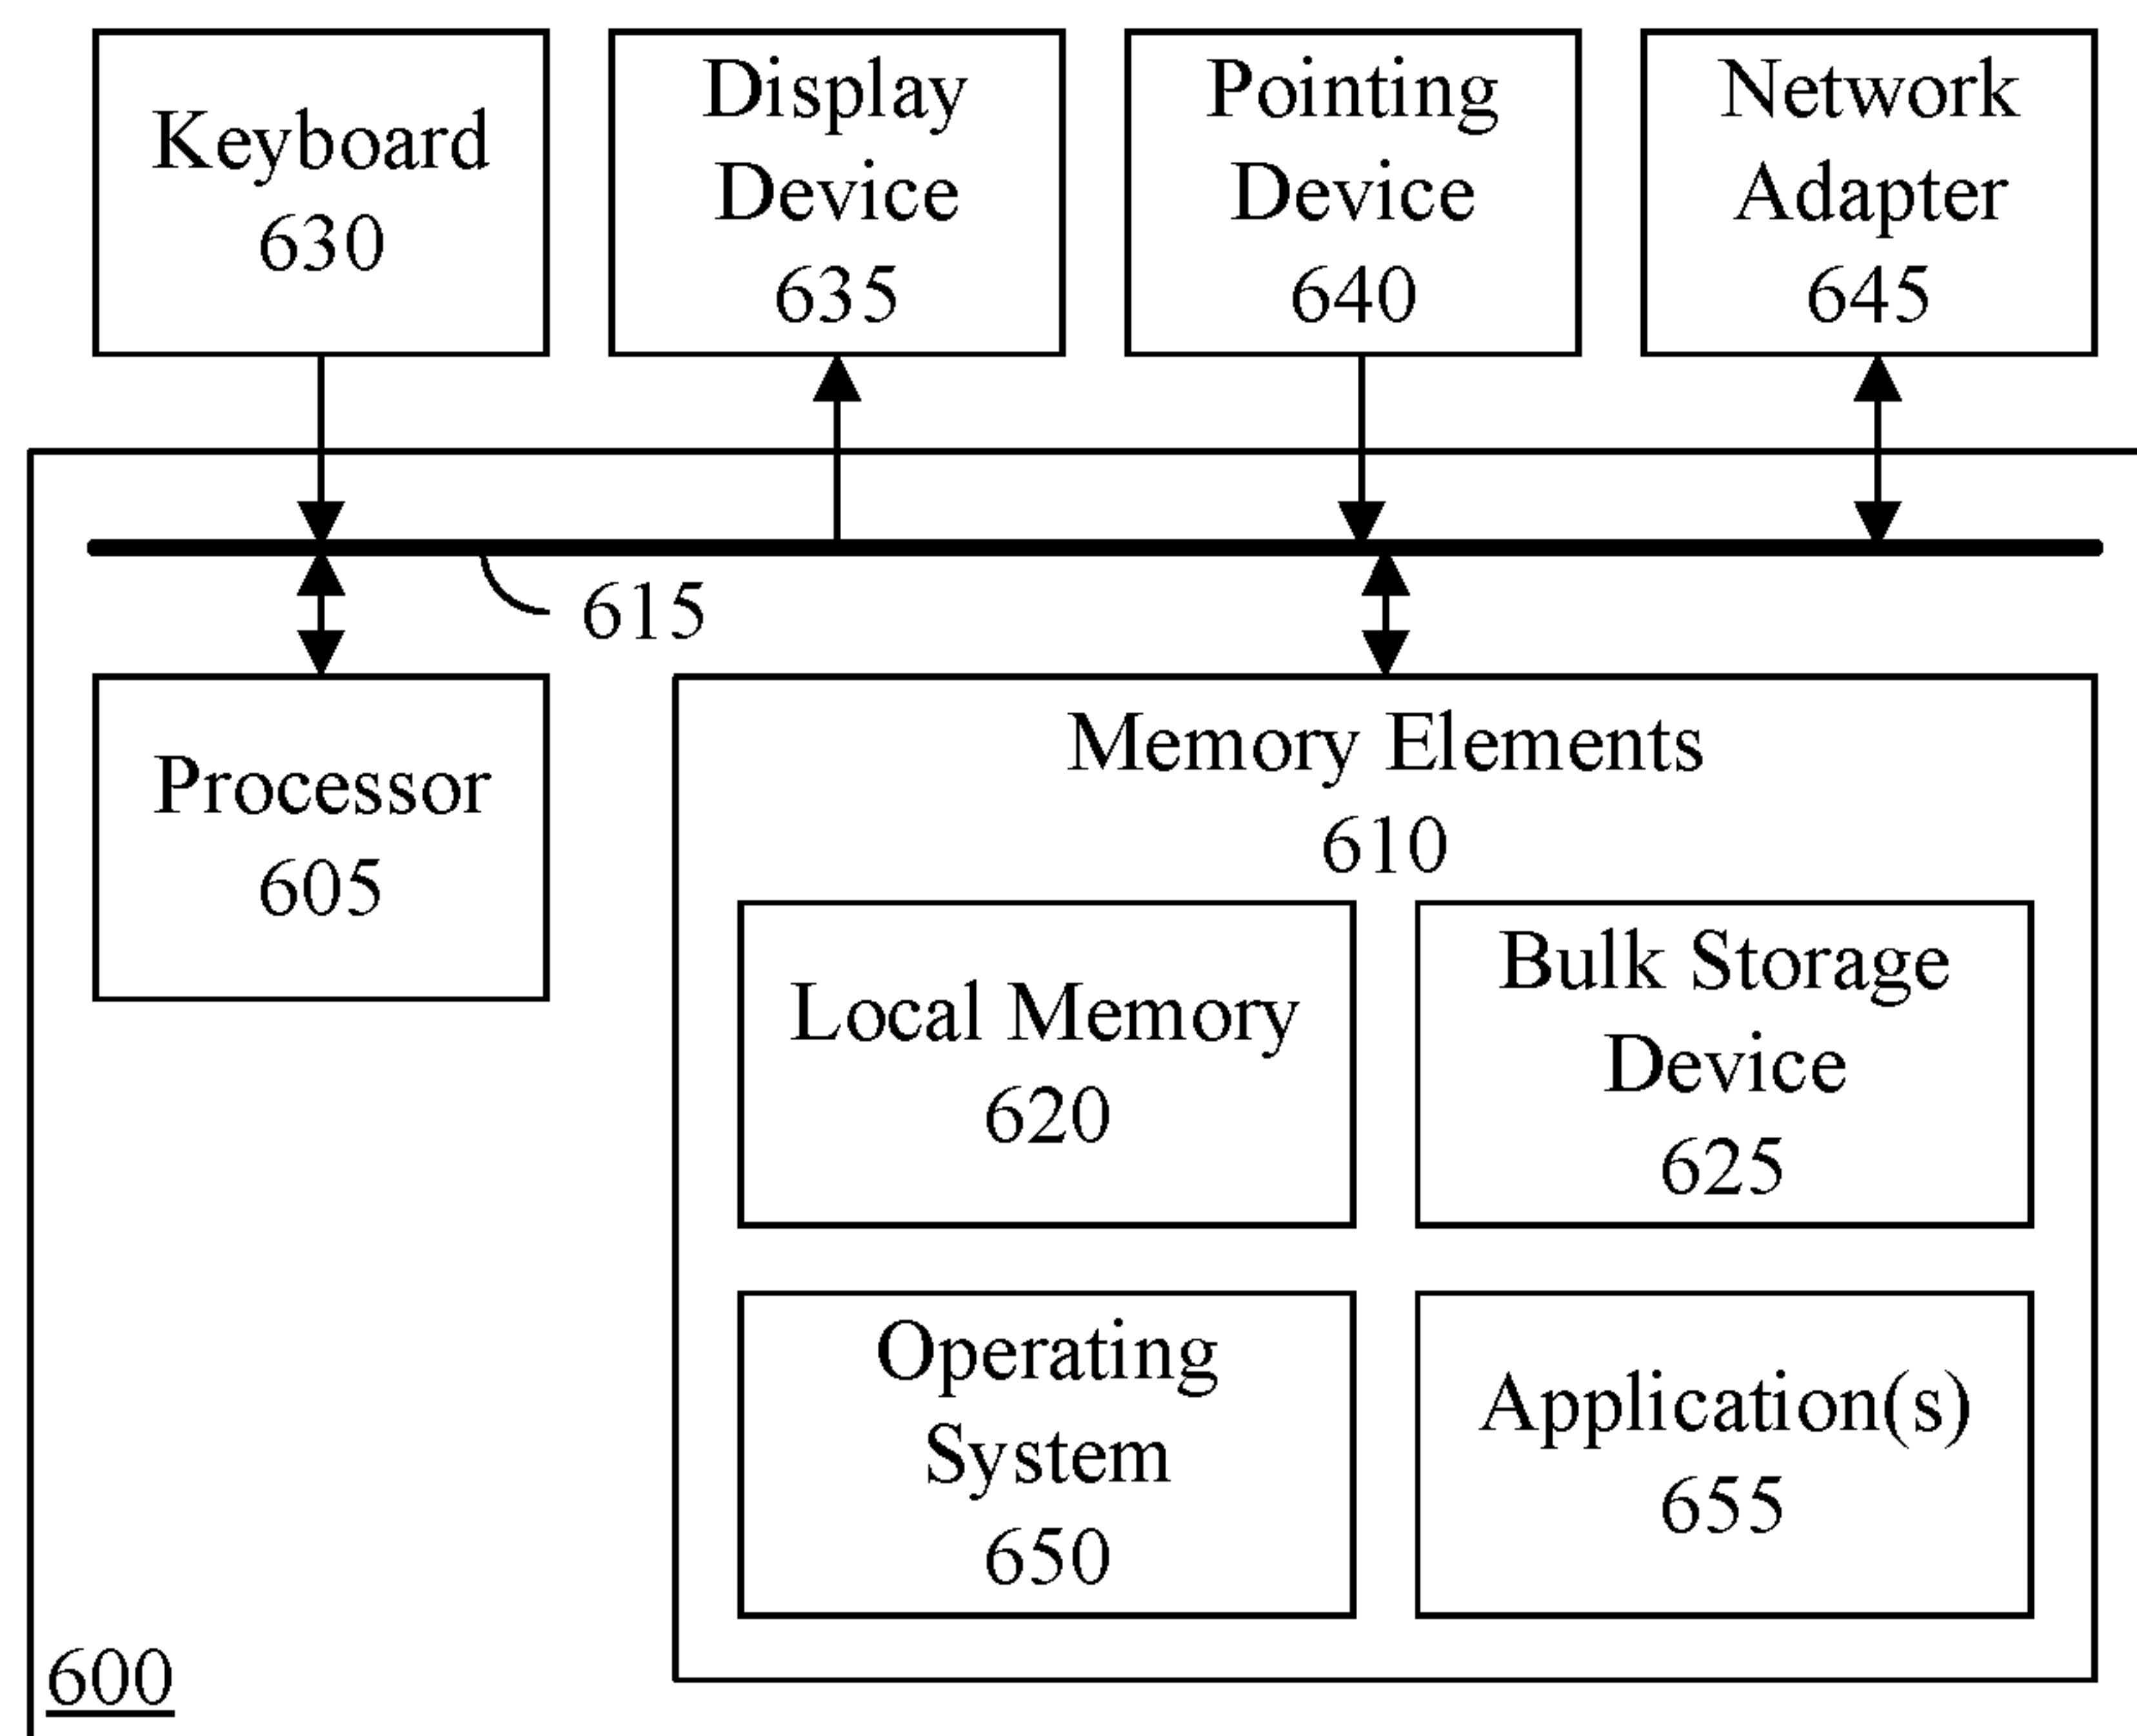 Keyboard
630
Display
Device
635
Pointing
Device
640
Network
Adapter
645
615
Processor
605
Memory Elements
610
Local Memory
620
Bulk Storage
Device
625
Operating
System
650
Application(s)
655
600